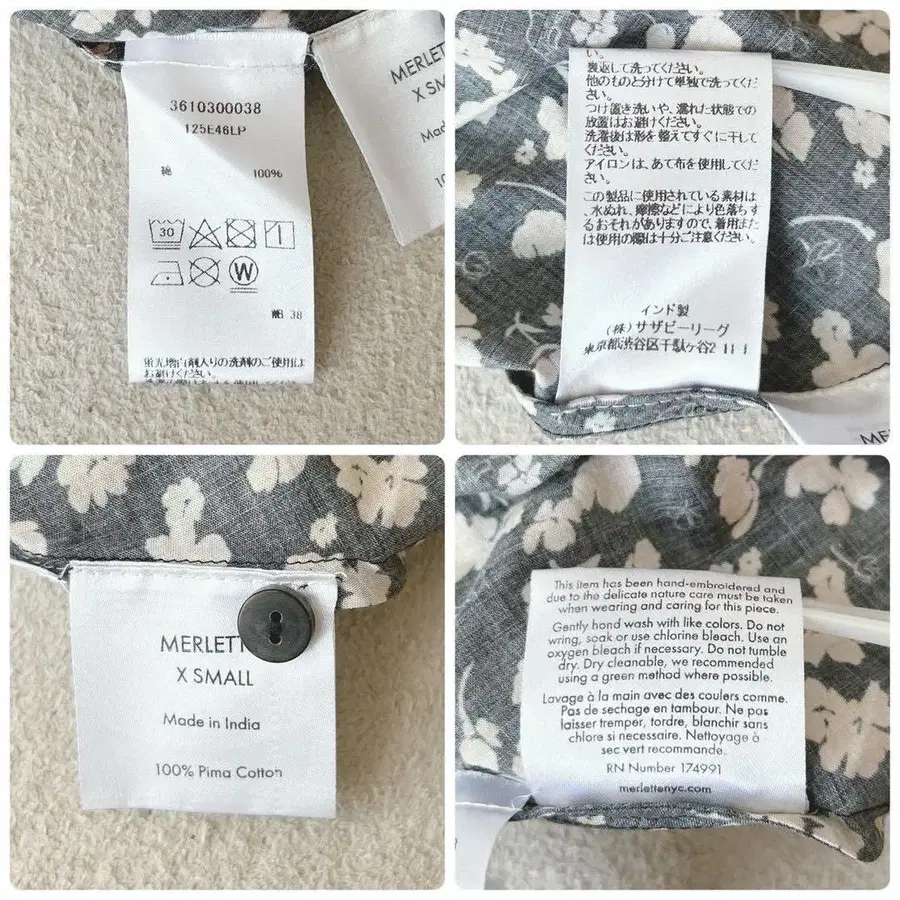 3610300038
125E46LP
綿 100%
30
W
38
蛍光増白剤入りの洗剤のご使用は
お避けください。
MERLETT
X SM
Made
10
い。
裏返して洗ってください。
他のものと分けて単独で洗ってくだ
さい。
つけ置き洗いや、濡れた状態での
放置はお避けください。
洗濯後は形を整えてすぐに干して
ください。
アイロンは、あて布を使用してくだ
さい。
この製品に使用されている素材は
、水ぬれ、摩擦などにより色落ちす
るおそれがありますので、着用また
は使用の際は十分ご注意ください。
インド製
(株)サザビーリーグ
東京都渋谷区千駄ヶ谷2 11 1
ME
MERLETT
X SMALL
Made in India
100% Pima Cotton
This item has been hand-embroidered and
due to the delicate nature care must be taken
when wearing and caring for this piece.
Gently hand wash with like colors. Do not
wring, soak or use chlorine bleach. Use an
oxygen bleach if necessary. Do not tumble
dry. Dry cleanable, we recommended
using a green method where possible.
Lavage à la main avec des coulers comme.
Pas de sechage en tambour. Ne pas
laisser tremper, tordre, blanchir sans
chlore si necessaire. Nettoyage à
sec vert recommande.
RN Number 174991
merlettenyc.com